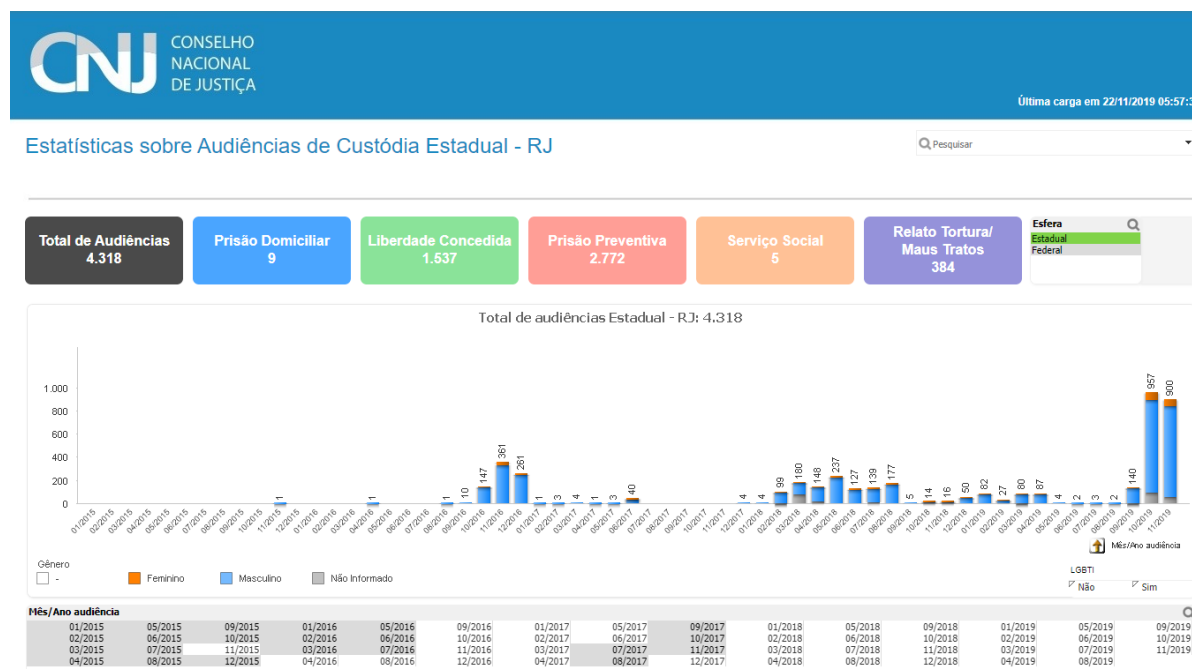 CNJ
CONSELHO
NACIONAL
DE JUSTIÇA
Última carga em 22/11/2019 05:57:3
Estatísticas sobre Audiências de Custódia Estadual - RJ
Pesquisar
Total de Audiências
4.318
Prisão Domiciliar
9
Liberdade Concedida
1.537
Prisão Preventiva
2.772
Serviço Social
5
Relato Tortura/
Maus Tratos
384
Esfera
Estadual
Federal
Total de audiências Estadual - RJ: 4.318
1.000
800
600
400
200
0
1 1 1 10 147 361 261 1 3 4 1 3 40 4 4 99 180 148 237 127 139 177 5 14 16 50 82 27 80 87 4 2 3 2 140 957 900
01/2015 02/2015 03/2015 04/2015 05/2015 06/2015 07/2015 08/2015 09/2015 10/2015 11/2015 12/2015 01/2016 02/2016 03/2016 04/2016 05/2016 06/2016 07/2016 08/2016 09/2016 10/2016 11/2016 12/2016 01/2017 02/2017 03/2017 04/2017 05/2017 06/2017 07/2017 08/2017 09/2017 10/2017 11/2017 12/2017 01/2018 02/2018 03/2018 04/2018 05/2018 06/2018 07/2018 08/2018 09/2018 10/2018 11/2018 12/2018 01/2019 02/2019 03/2019 04/2019 05/2019 06/2019 07/2019 08/2019 09/2019 10/2019 11/2019
Mês/Ano audiência
Gênero
- Feminino Masculino Não Informado
LGBTI
Não Sim
Mês/Ano audiência
01/2015 05/2015 09/2015 01/2016 05/2016 09/2016 01/2017 05/2017 09/2017 01/2018 05/2018 09/2018 01/2019 05/2019 09/2019
02/2015 06/2015 10/2015 02/2016 06/2016 10/2016 02/2017 06/2017 10/2017 02/2018 06/2018 10/2018 02/2019 06/2019 10/2019
03/2015 07/2015 11/2015 03/2016 07/2016 11/2016 03/2017 07/2017 11/2017 03/2018 07/2018 11/2018 03/2019 07/2019 11/2019
04/2015 08/2015 12/2015 04/2016 08/2016 12/2016 04/2017 08/2017 12/2017 04/2018 08/2018 12/2018 04/2019 08/2019